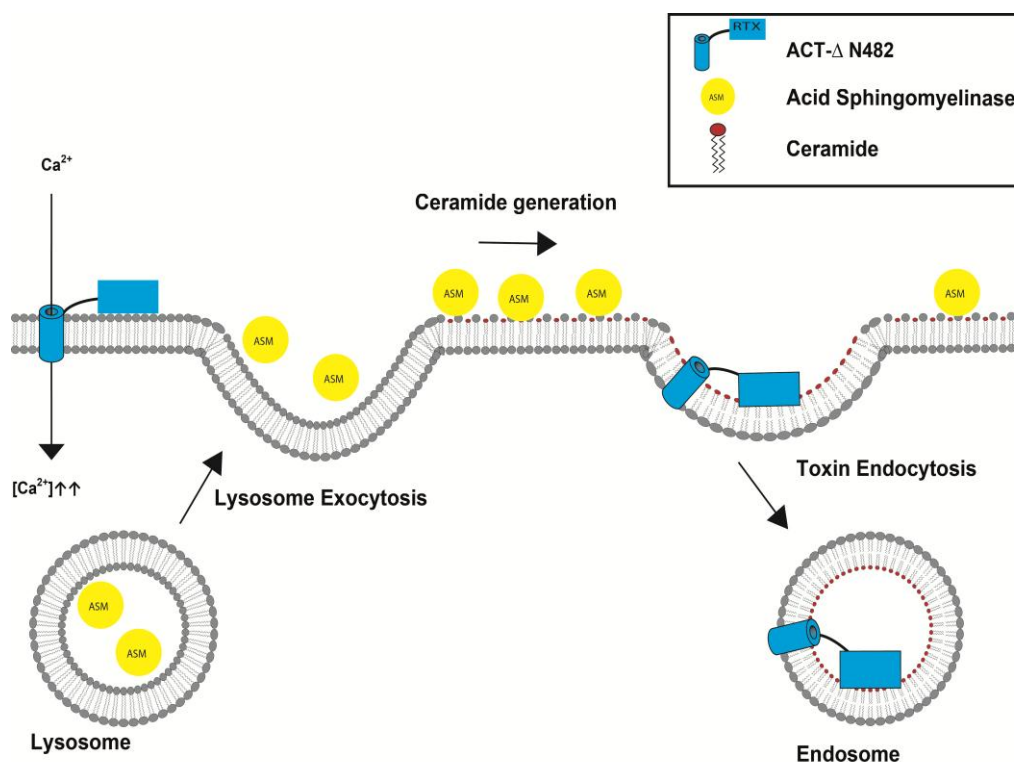 RTX
ACT-Δ N482
ASM
Acid Sphingomyelinase
Ceramide
Ca²⁺
Ceramide generation
ASM
ASM
ASM
ASM
ASM
ASM
[Ca²⁺]↑↑
Lysosome Exocytosis
Toxin Endocytosis
ASM
ASM
Lysosome
Endosome